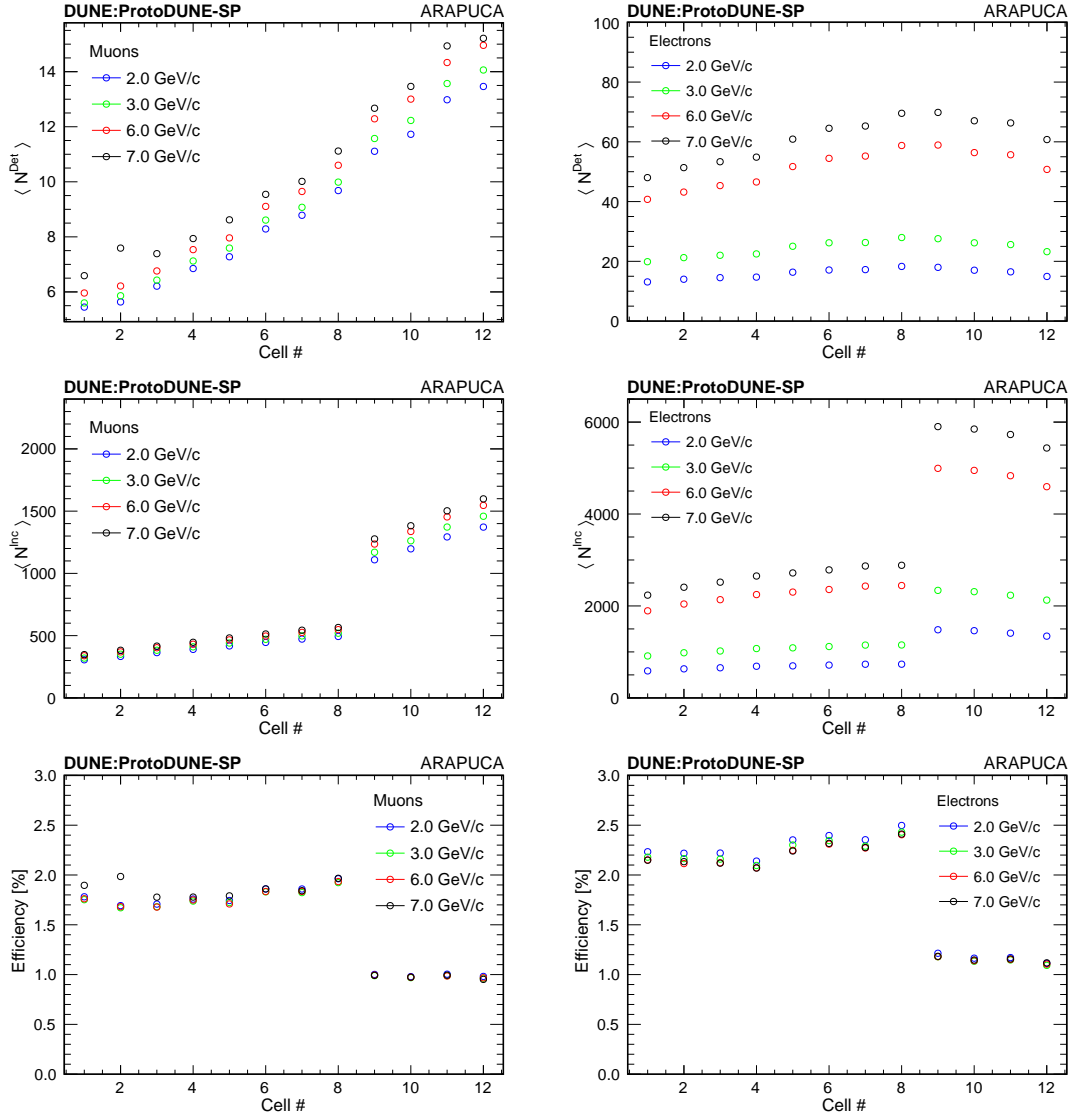 DUNE:ProtoDUNE-SP ARAPUCA
Muons
2.0 GeV/c
3.0 GeV/c
6.0 GeV/c
7.0 GeV/c
⟨ N^Det ⟩
6
8
10
12
14
2 4 6 8 10 12
Cell #
DUNE:ProtoDUNE-SP ARAPUCA
Electrons
2.0 GeV/c
3.0 GeV/c
6.0 GeV/c
7.0 GeV/c
⟨ N^Det ⟩
0
20
40
60
80
100
2 4 6 8 10 12
Cell #
DUNE:ProtoDUNE-SP ARAPUCA
Muons
2.0 GeV/c
3.0 GeV/c
6.0 GeV/c
7.0 GeV/c
⟨ N^Inc ⟩
0
500
1000
1500
2000
2 4 6 8 10 12
Cell #
DUNE:ProtoDUNE-SP ARAPUCA
Electrons
2.0 GeV/c
3.0 GeV/c
6.0 GeV/c
7.0 GeV/c
⟨ N^Inc ⟩
0
2000
4000
6000
2 4 6 8 10 12
Cell #
DUNE:ProtoDUNE-SP ARAPUCA
Muons
2.0 GeV/c
3.0 GeV/c
6.0 GeV/c
7.0 GeV/c
Efficiency [%]
0.0
0.5
1.0
1.5
2.0
2.5
3.0
2 4 6 8 10 12
Cell #
DUNE:ProtoDUNE-SP ARAPUCA
Electrons
2.0 GeV/c
3.0 GeV/c
6.0 GeV/c
7.0 GeV/c
Efficiency [%]
0.0
0.5
1.0
1.5
2.0
2.5
3.0
2 4 6 8 10 12
Cell #